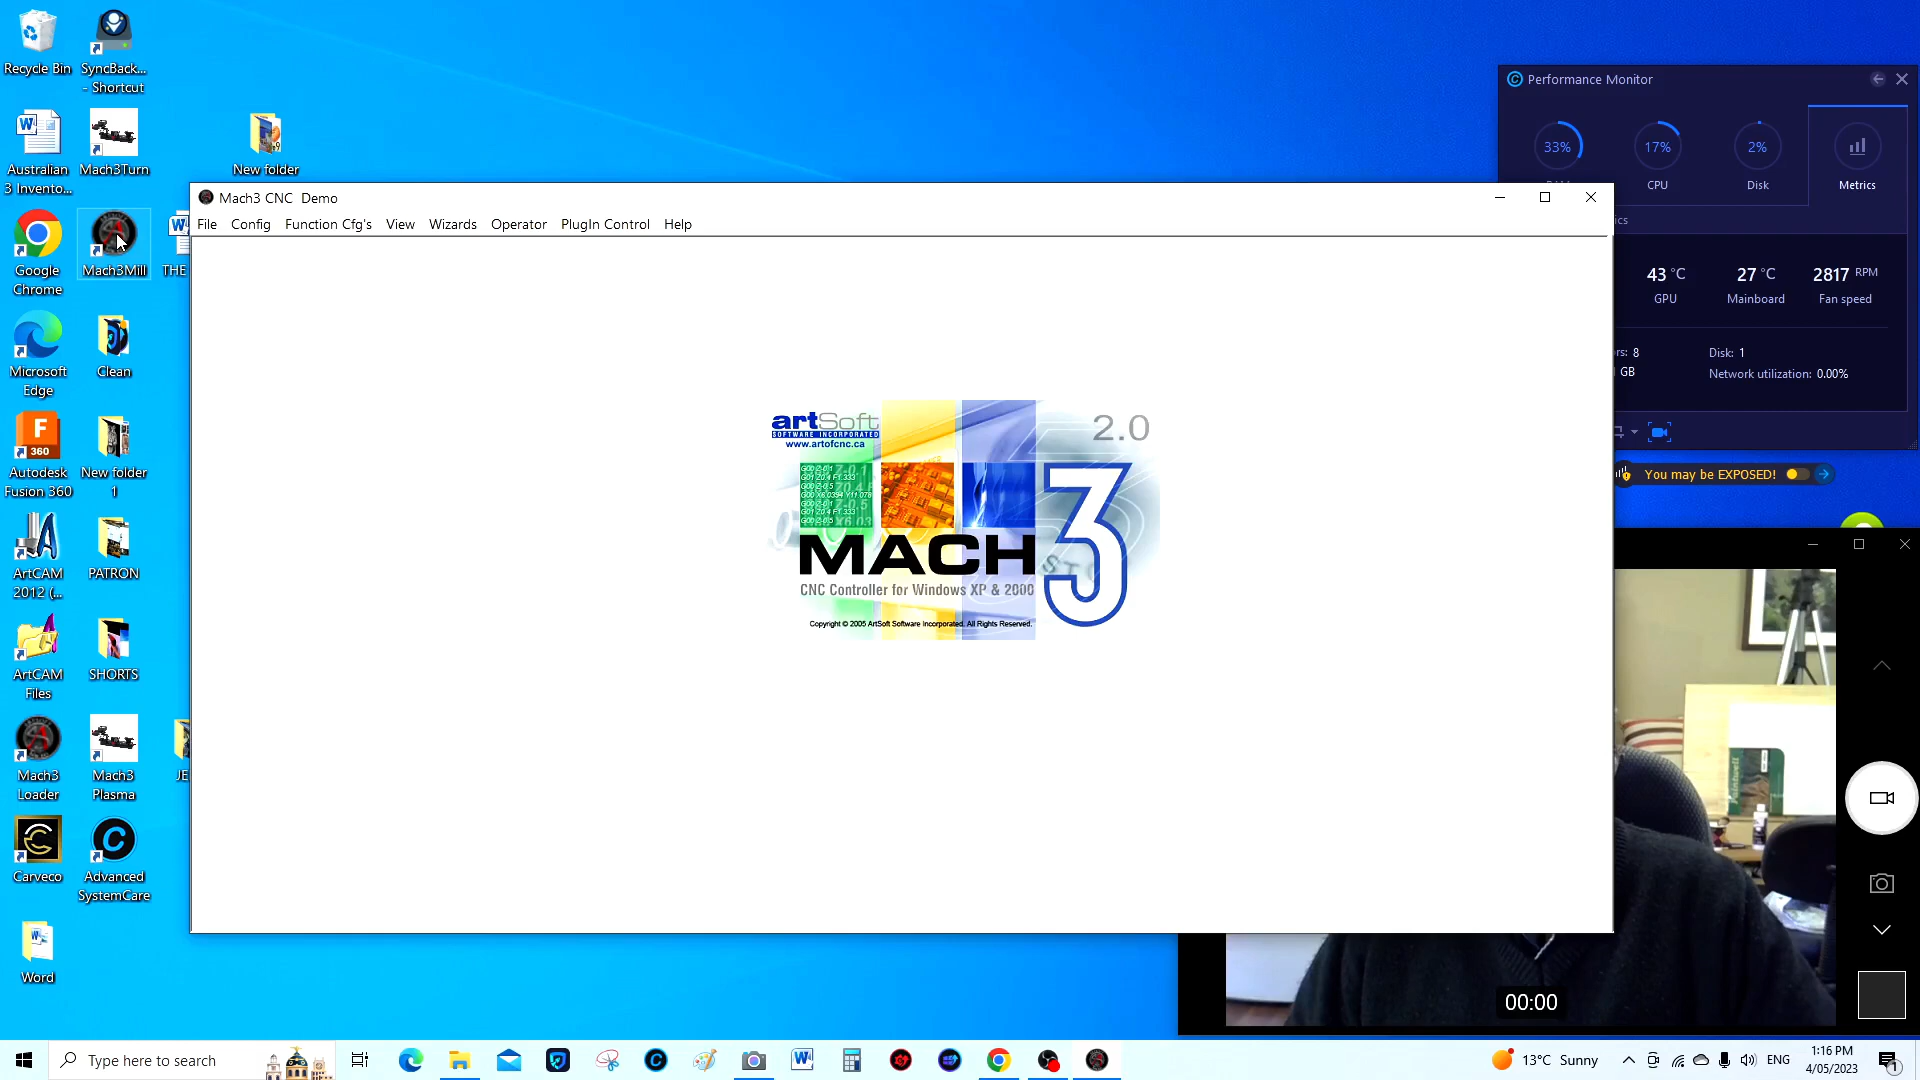 Recycle Bin
SyncBack...
- Shortcut
Australian
3 Invento...
Mach3Turn
New folder
Google
Chrome
Mach3Mill
THE
Microsoft
Edge
Clean
Autodesk
Fusion 360
New folder
1
ArtCAM
2012 (...
PATRON
ArtCAM
Files
SHORTS
Mach3
Loader
Mach3
Plasma
JE
Carveco
Advanced
SystemCare
Word
Mach3 CNC Demo
File Config Function Cfg's View Wizards Operator PlugIn Control Help
artSoft
SOFTWARE INCORPORATED
www.artofcnc.ca
2.0
MACH 3
CNC Controller for Windows XP & 2000
Copyright © 2005 ArtSoft Software Incorporated. All Rights Reserved.
Performance Monitor
33% 17% 2%
CPU Disk Metrics
ics
43 °C 27 °C 2817 RPM
GPU Mainboard Fan speed
rs: 8 Disk: 1
GB Network utilization: 0.00%
You may be EXPOSED!
00:00
Type here to search
13°C Sunny
ENG
1:16 PM
4/05/2023
1